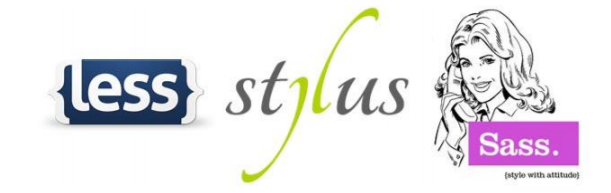 {less}
stylus
Sass.
{style with attitude}